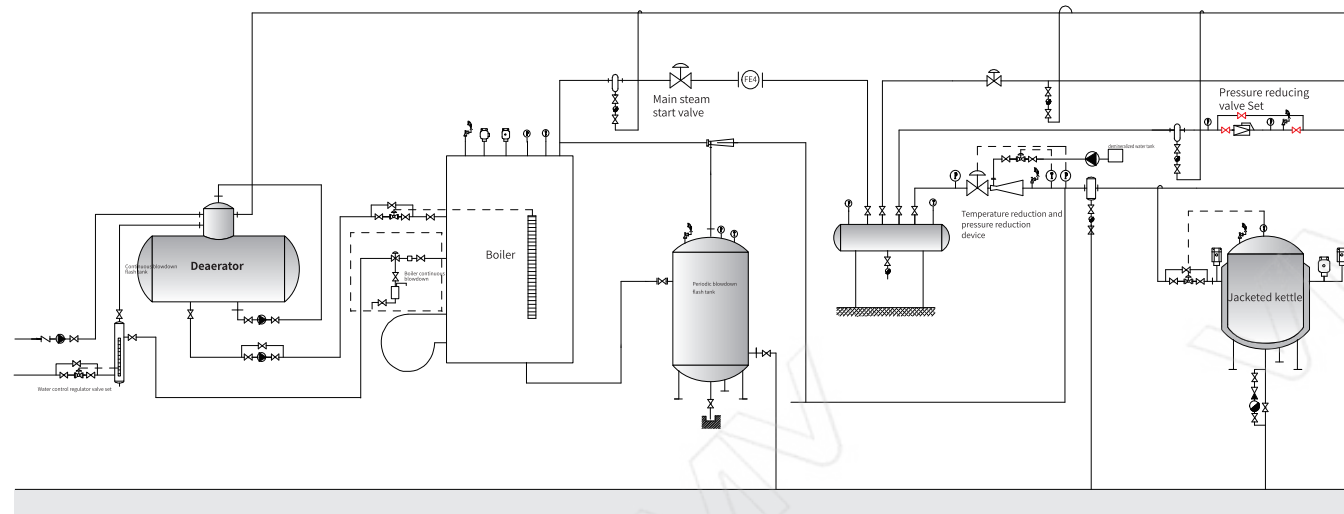 FE4
Main steam
start valve
Pressure reducing
valve Set
demineralized water tank
Temperature reduction and
pressure reduction
device
Continuous blowdown
flash tank
Deaerator
Boiler
Boiler continuous
blowdown
Periodic blowdown
flash tank
Jacketed kettle
Water control regulator valve set